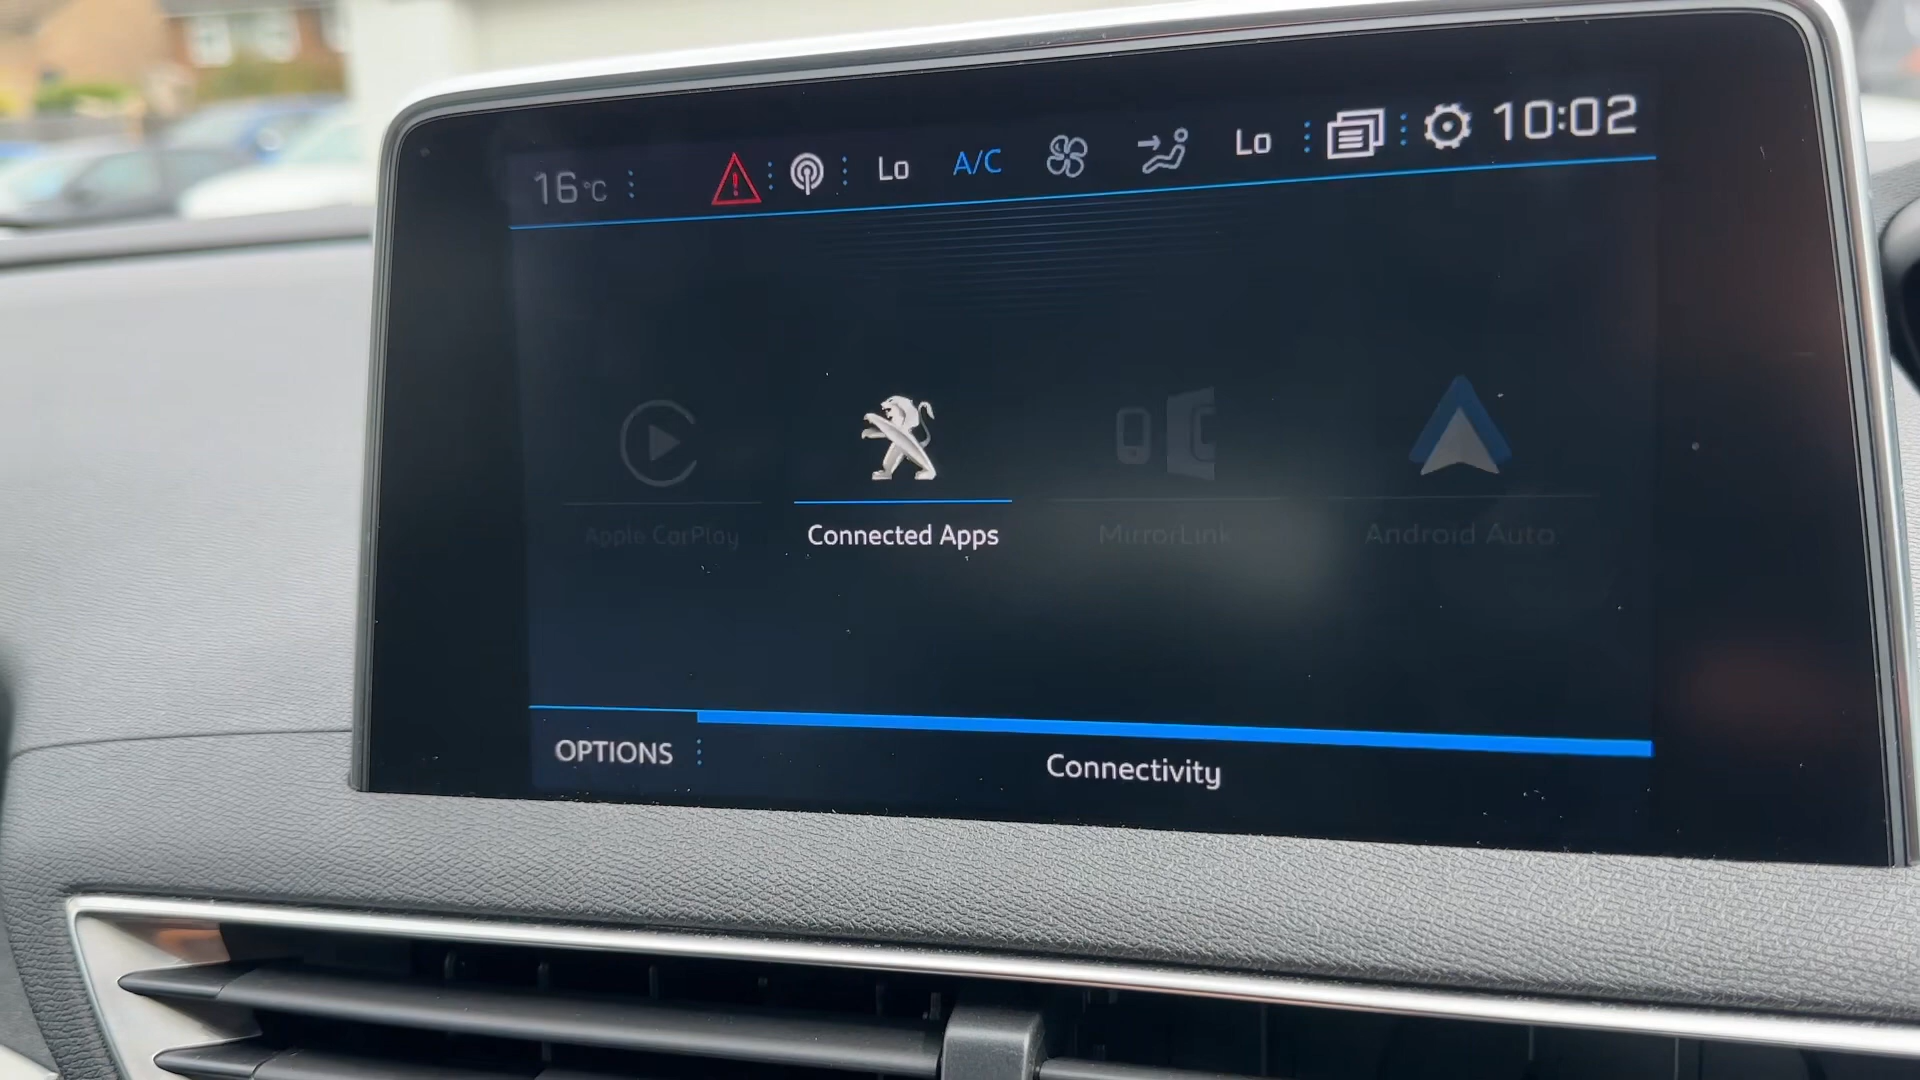 16°C Lo A/C Lo 10:02
Apple CarPlay Connected Apps MirrorLink Android Auto
OPTIONS Connectivity